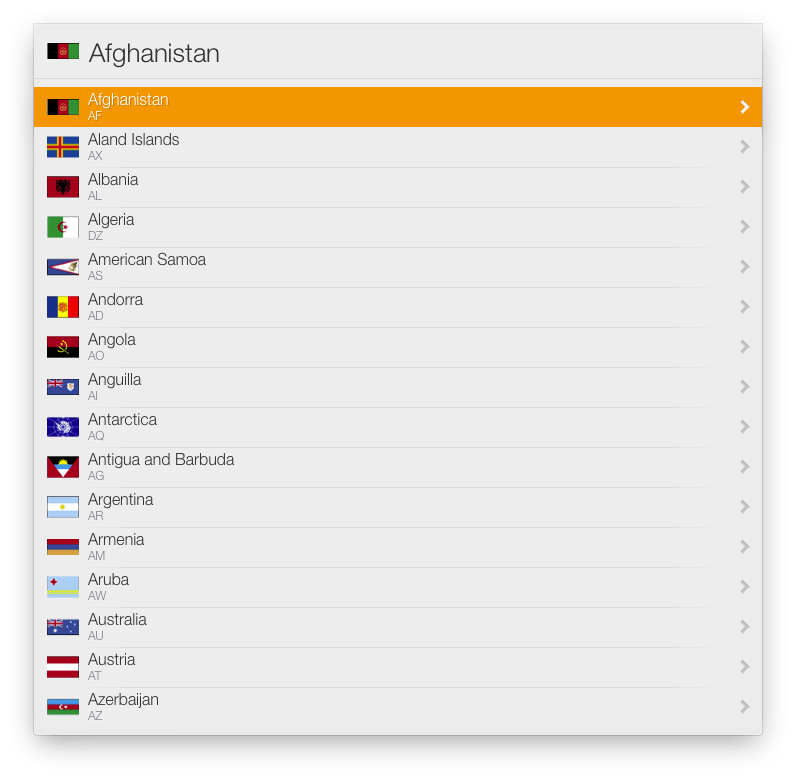 Afghanistan
Afghanistan
AF
Aland Islands
AX
Albania
AL
Algeria
DZ
American Samoa
AS
Andorra
AD
Angola
AO
Anguilla
AI
Antarctica
AQ
Antigua and Barbuda
AG
Argentina
AR
Armenia
AM
Aruba
AW
Australia
AU
Austria
AT
Azerbaijan
AZ